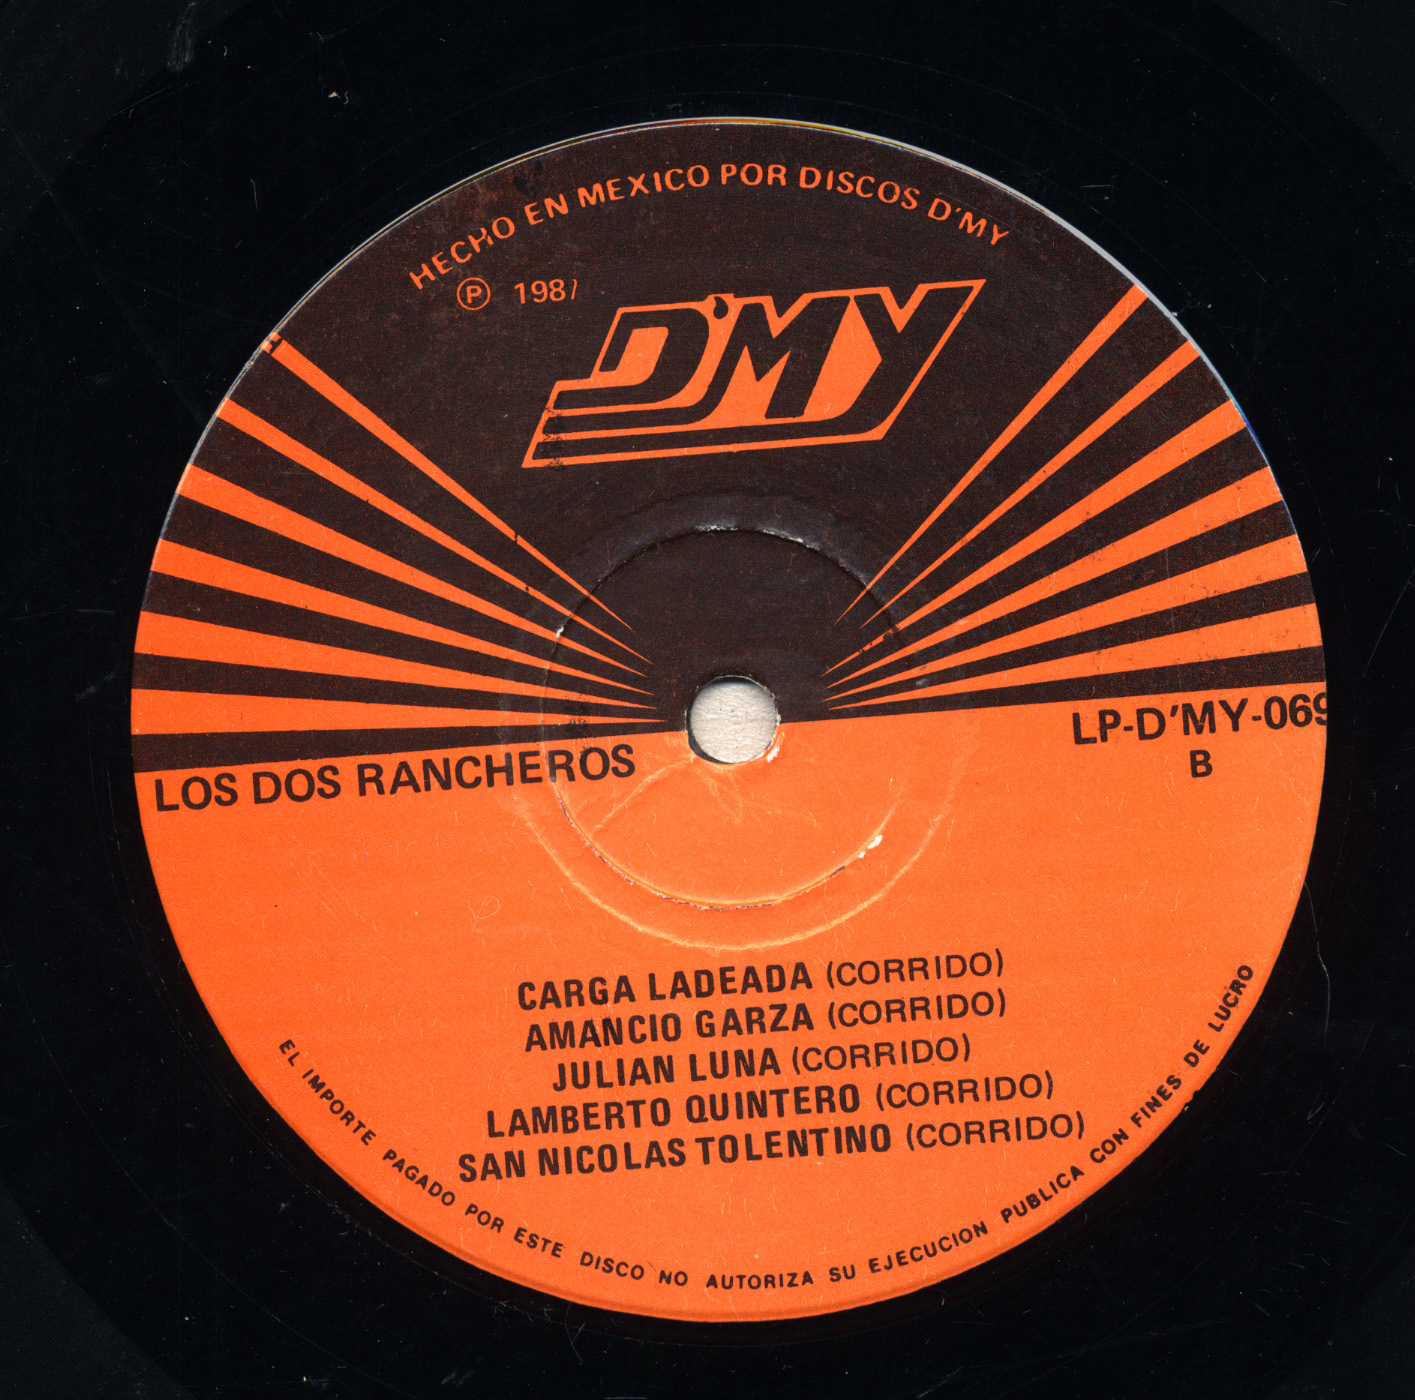 HECHO EN MEXICO POR DISCOS D'MY
Ⓟ 198
D'MY
LOS DOS RANCHEROS
LP-D'MY-069
B
CARGA LADEADA (CORRIDO)
AMANCIO GARZA (CORRIDO)
JULIAN LUNA (CORRIDO)
LAMBERTO QUINTERO (CORRIDO)
SAN NICOLAS TOLENTINO (CORRIDO)
EL IMPORTE PAGADO POR ESTE DISCO NO AUTORIZA SU EJECUCION PUBLICA CON FINES DE LUCRO